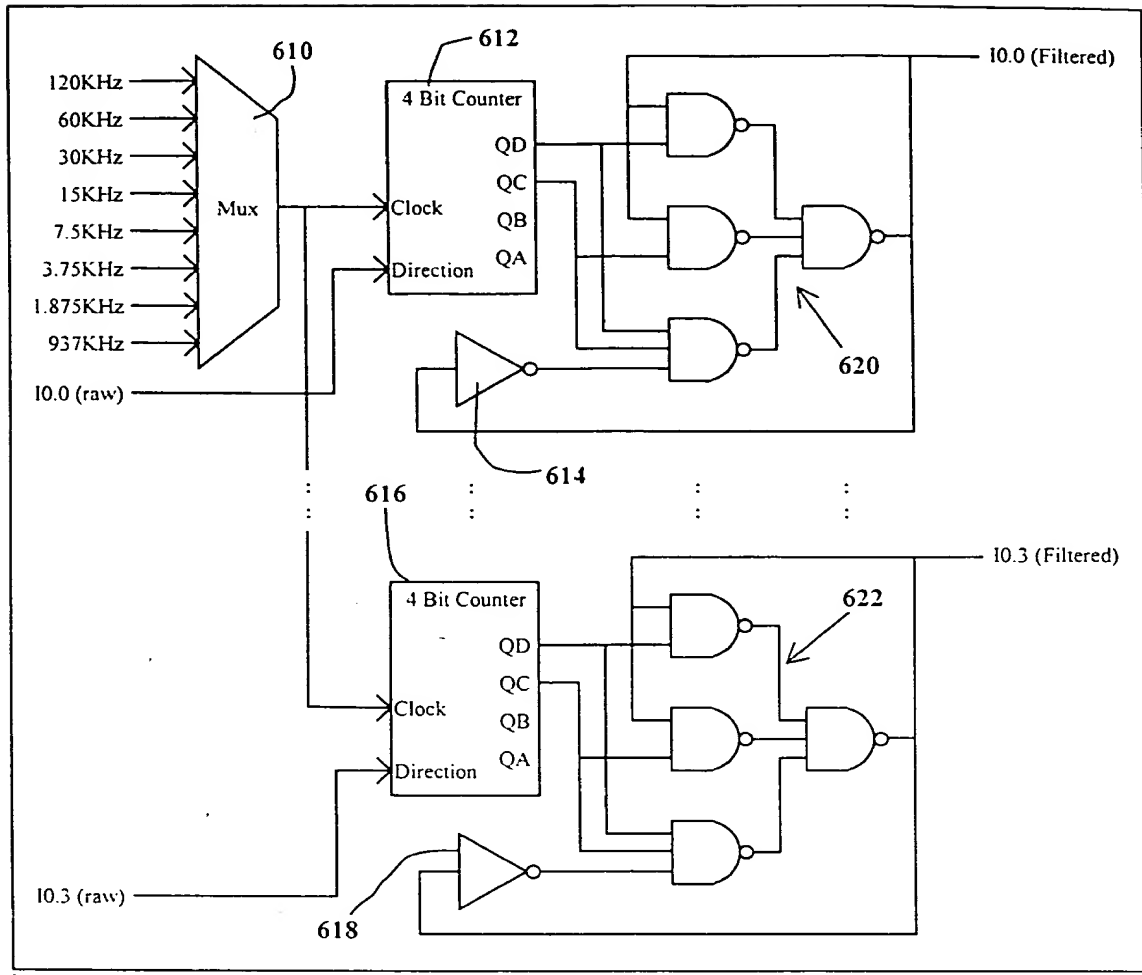 610
612
120KHz
60KHz
30KHz
15KHz
7.5KHz
3.75KHz
1.875KHz
937KHz
Mux
I0.0 (raw)
4 Bit Counter
QD
QC
QB
QA
Clock
Direction
I0.0 (Filtered)
620
614
616
4 Bit Counter
QD
QC
QB
QA
Clock
Direction
I0.3 (Filtered)
622
I0.3 (raw)
618